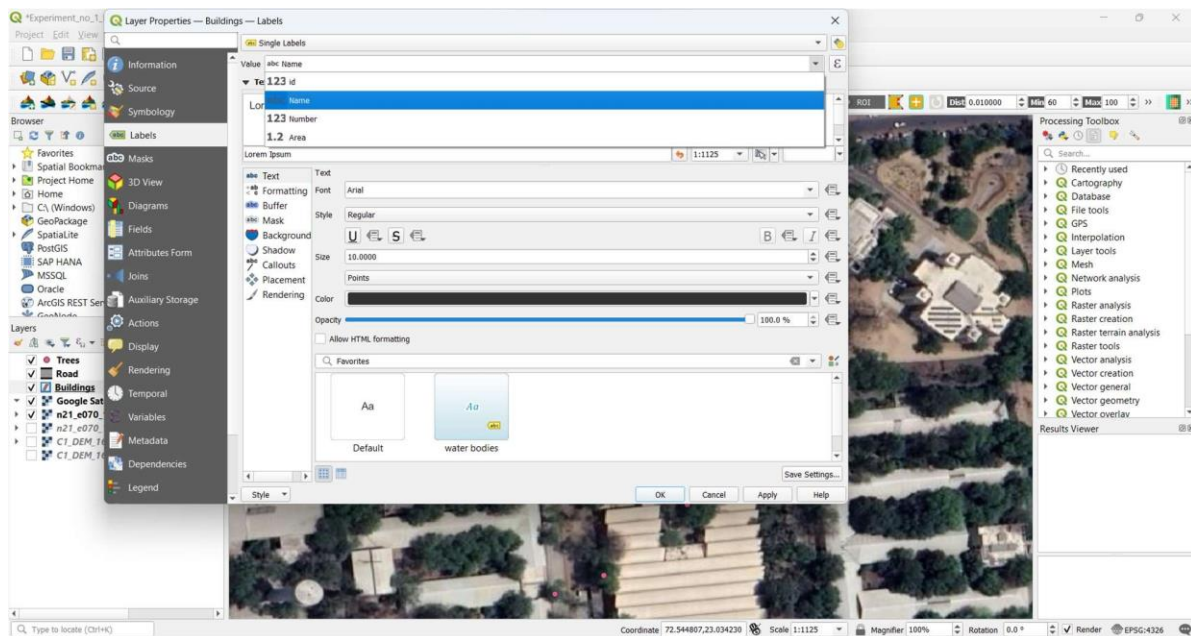 *Experiment_no_1_
Layer Properties — Buildings — Labels
Project Edit View
Single Labels
Value abc Name
123 id
Name
123 Number
1.2 Area
Lorem Ipsum
1:1125
Information
Source
Symbology
Labels
Masks
3D View
Diagrams
Fields
Attributes Form
Joins
Auxiliary Storage
Actions
Display
Rendering
Temporal
Variables
Metadata
Dependencies
Legend
Text
Formatting
Buffer
Mask
Background
Shadow
Callouts
Placement
Rendering
Text
Font Arial
Style Regular
U S B I
Size 10.0000
Points
Color
Opacity 100.0 %
Allow HTML formatting
Favorites
Aa
Default
Aa
water bodies
Save Settings...
Style OK Cancel Apply Help
Browser
Favorites
Spatial Bookma
Project Home
Home
C:\ (Windows)
GeoPackage
SpatiaLite
PostGIS
SAP HANA
MSSQL
Oracle
ArcGIS REST Ser
GeoNode
Layers
Trees
Road
Buildings
Google Sat
n21_e070_
n21_e070_
C1_DEM_16
C1_DEM_16
ROI Dist 0.010000 Min 60 Max 100
Processing Toolbox
Search...
Recently used
Cartography
Database
File tools
GPS
Interpolation
Layer tools
Mesh
Network analysis
Plots
Raster analysis
Raster creation
Raster terrain analysis
Raster tools
Vector analysis
Vector creation
Vector general
Vector geometry
Vector overlay
Results Viewer
Type to locate (Ctrl+K) Coordinate 72.544807,23.034230 Scale 1:1125 Magnifier 100% Rotation 0.0 ° Render EPSG:4326